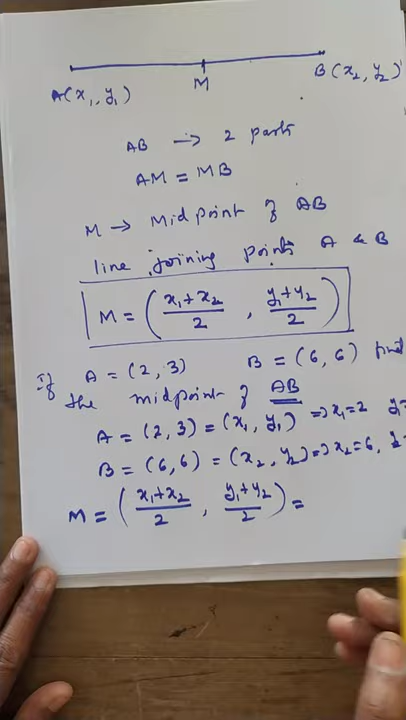 A(x₁, y₁) M B(x₂, y₂)
AB → 2 parts
AM = MB
M → Midpoint of AB
line joining points A & B
M = ( x₁+x₂/2 , y₁+y₂/2 )
If A = (2, 3) B = (6, 6) find
the midpoint of AB
A = (2, 3) = (x₁, y₁) ⇒ x₁=2 y₁=
B = (6, 6) = (x₂, y₂) ⇒ x₂=6,
M = ( x₁+x₂/2 , y₁+y₂/2 ) =